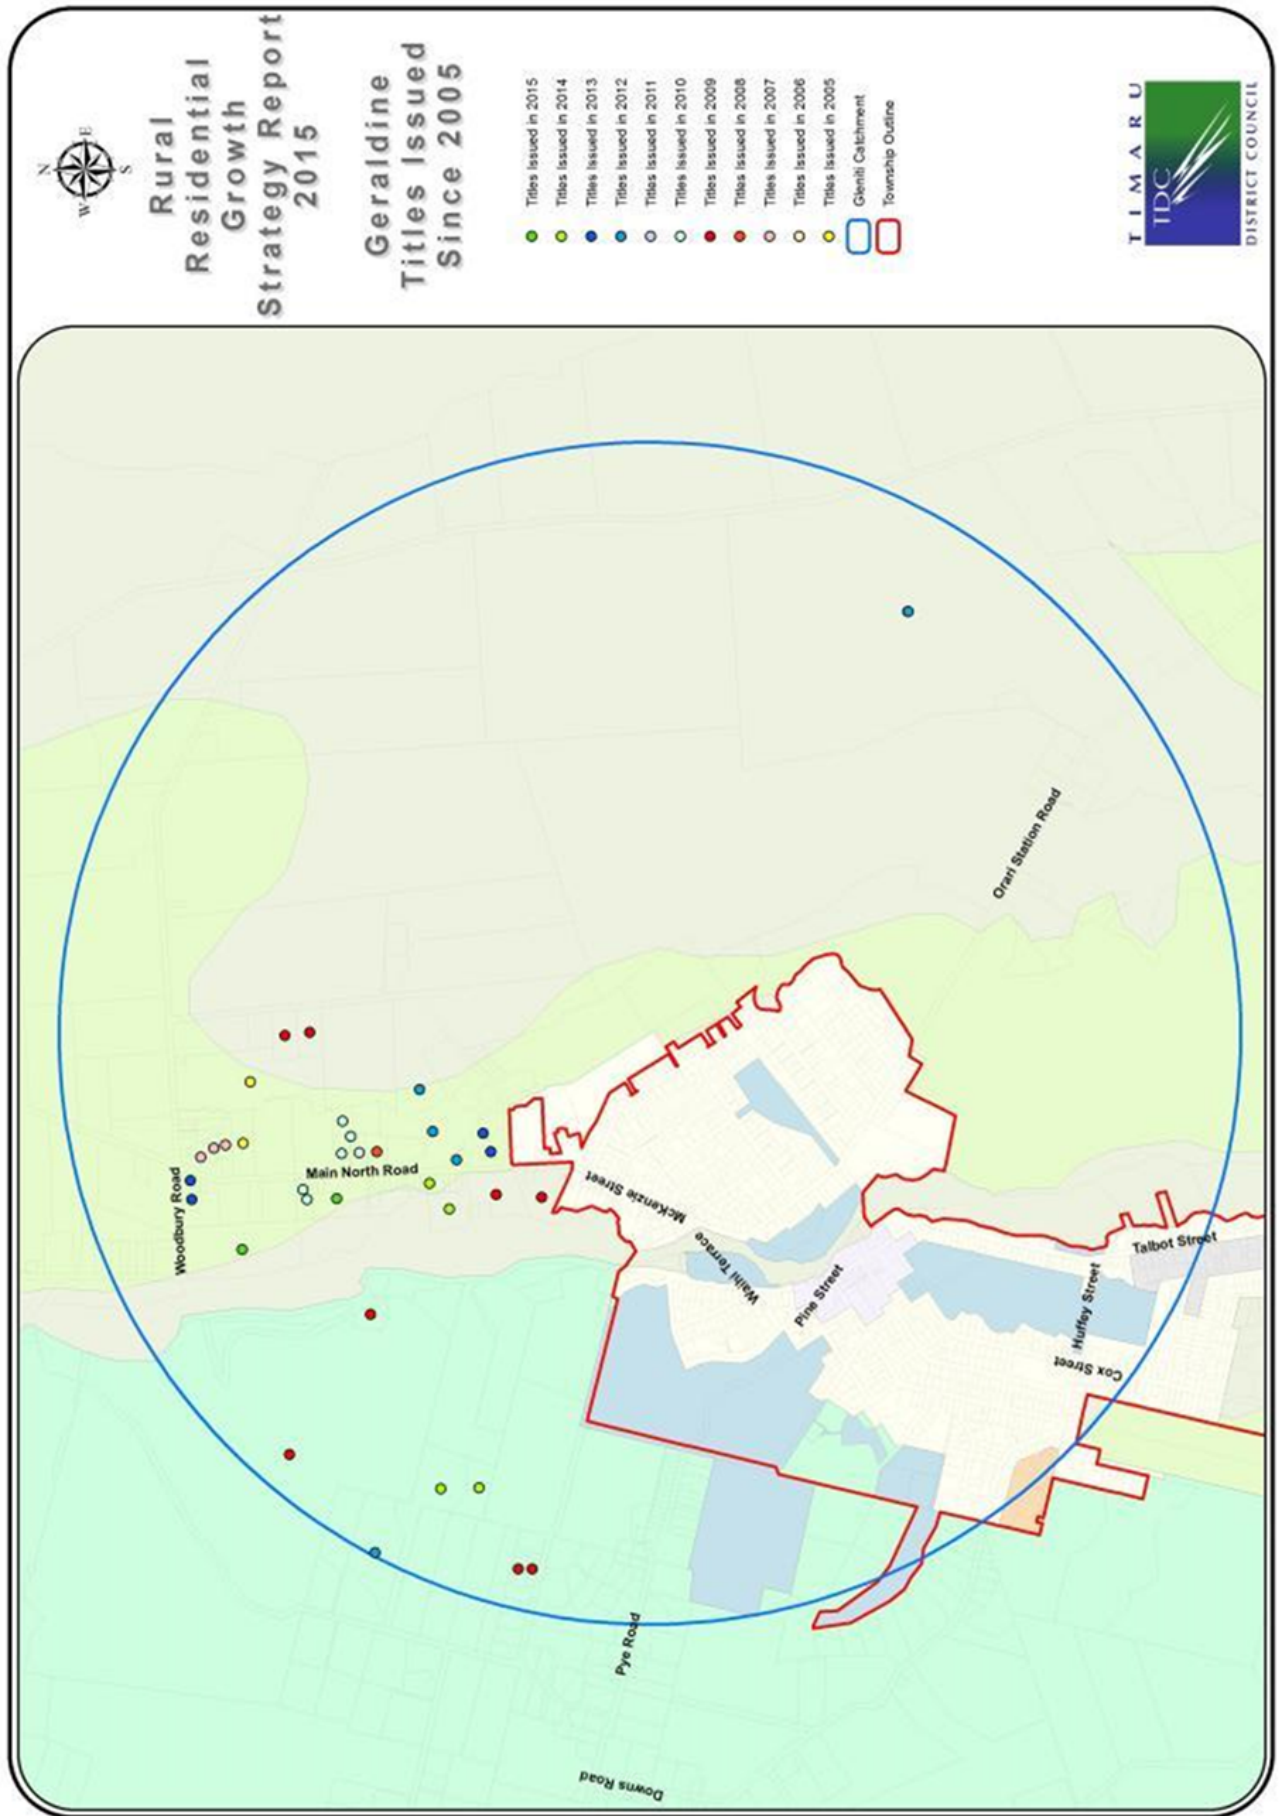 N
W
E
S
Rural
Residential
Growth
Strategy Report
2015
Geraldine
Titles Issued
Since 2005
Titles Issued in 2015
Titles Issued in 2014
Titles Issued in 2013
Titles Issued in 2012
Titles Issued in 2011
Titles Issued in 2010
Titles Issued in 2009
Titles Issued in 2008
Titles Issued in 2007
Titles Issued in 2006
Titles Issued in 2005
Gleniti Catchment
Township Outline
TIMARU
TDC
DISTRICT COUNCIL
Woodbury Road
Main North Road
McKenzie Street
Waihi Terrace
Pine Street
Orari Station Road
Talbot Street
Huffey Street
Cox Street
Pye Road
Downs Road